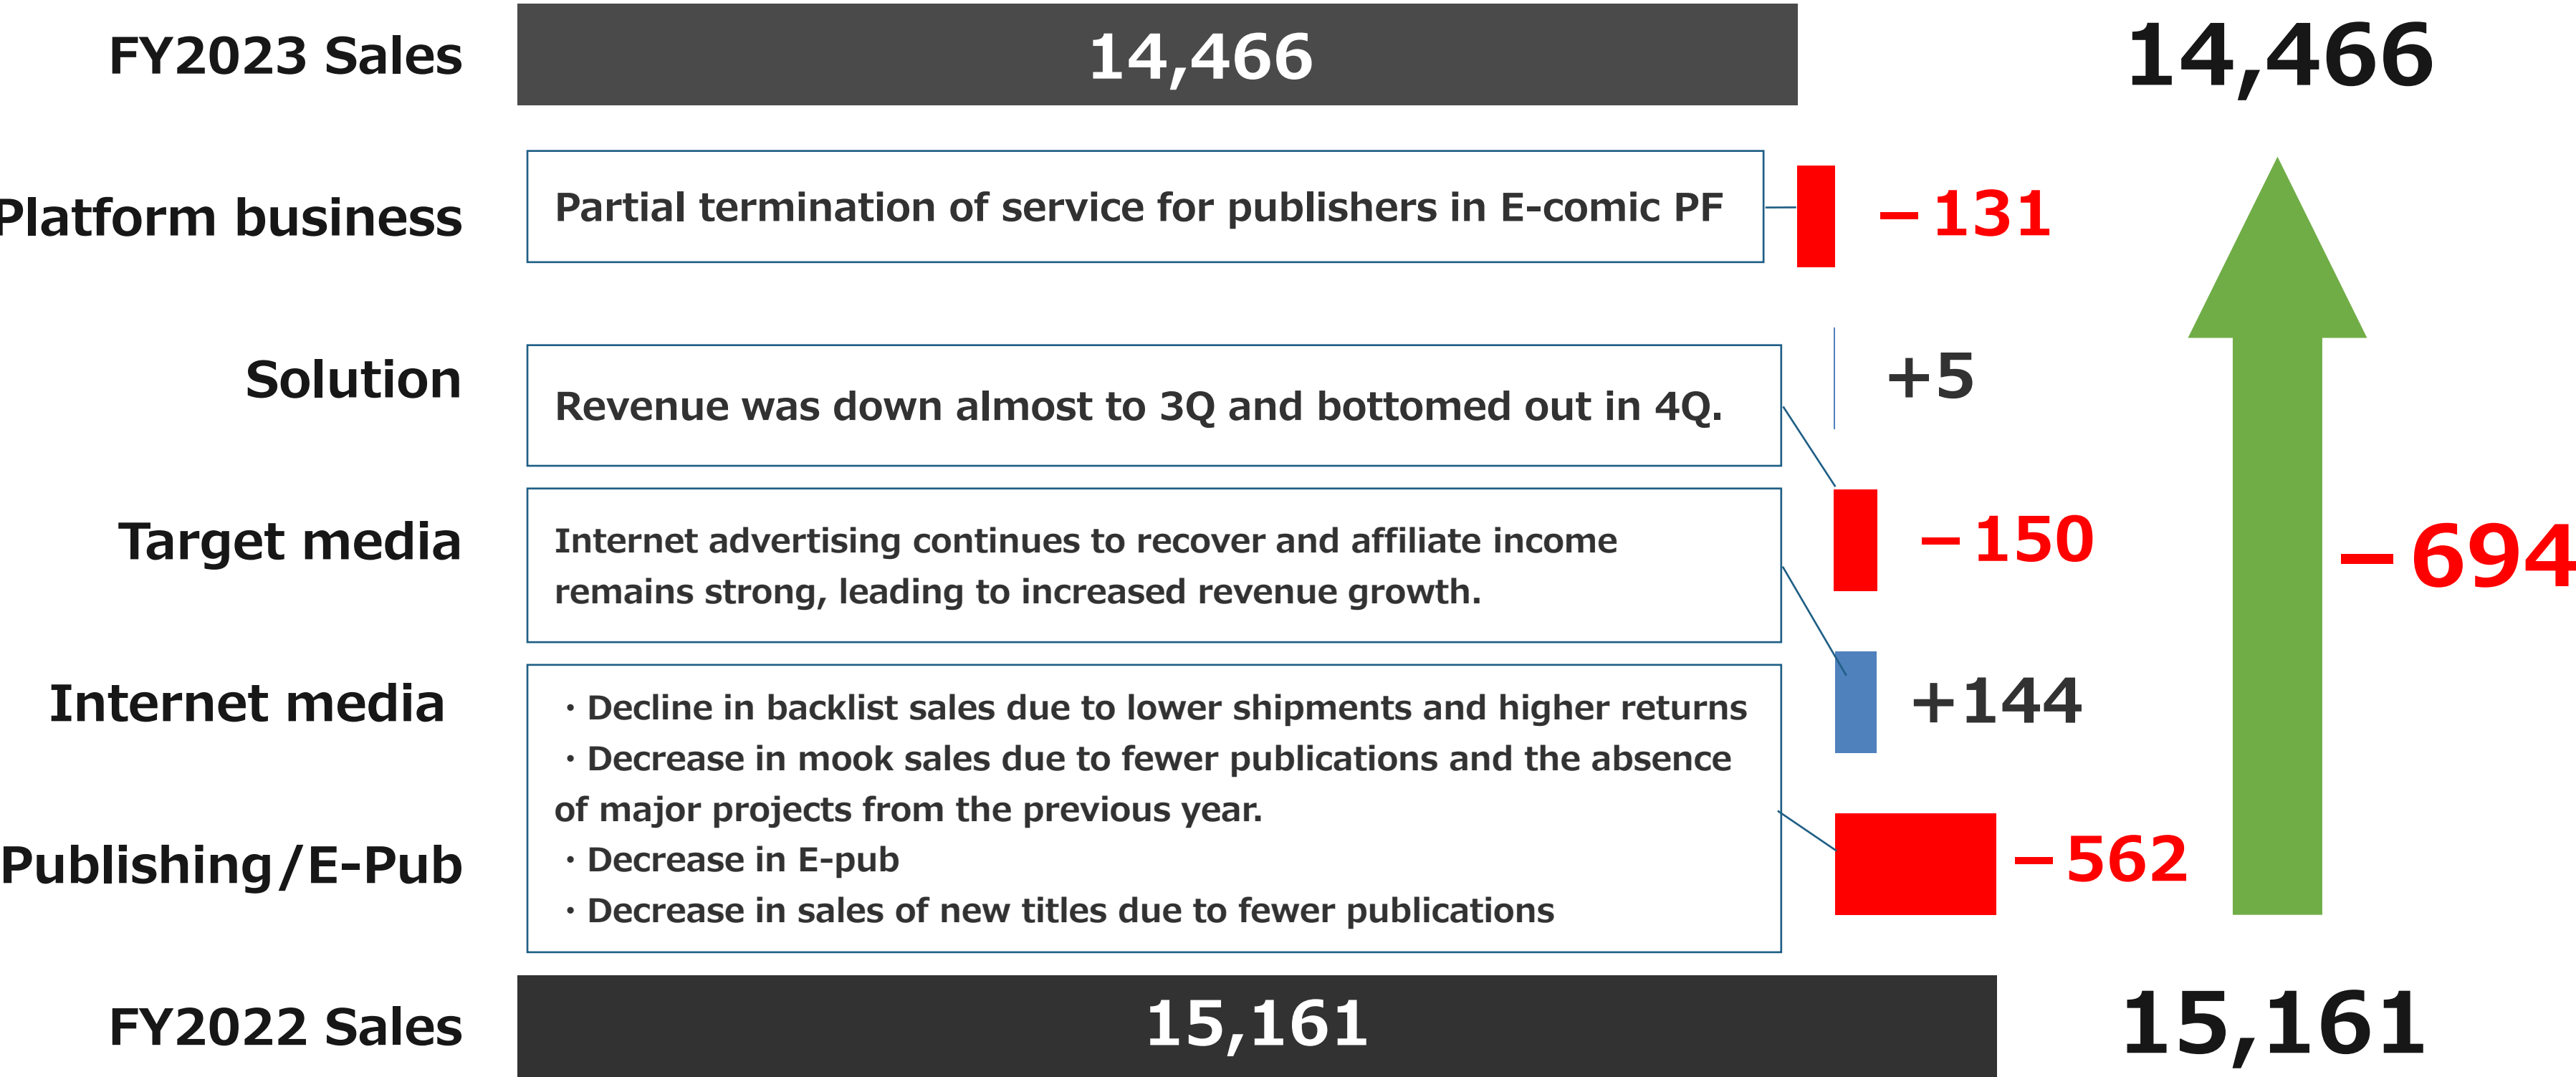 FY2023 Sales
14,466
14,466
Platform business
Partial termination of service for publishers in E-comic PF
−131
Solution
Revenue was down almost to 3Q and bottomed out in 4Q.
+5
Target media
Internet advertising continues to recover and affiliate income
remains strong, leading to increased revenue growth.
−150
−694
Internet media
+144
・Decline in backlist sales due to lower shipments and higher returns
・Decrease in mook sales due to fewer publications and the absence
of major projects from the previous year.
・Decrease in E-pub
・Decrease in sales of new titles due to fewer publications
Publishing/E-Pub
−562
FY2022 Sales
15,161
15,161